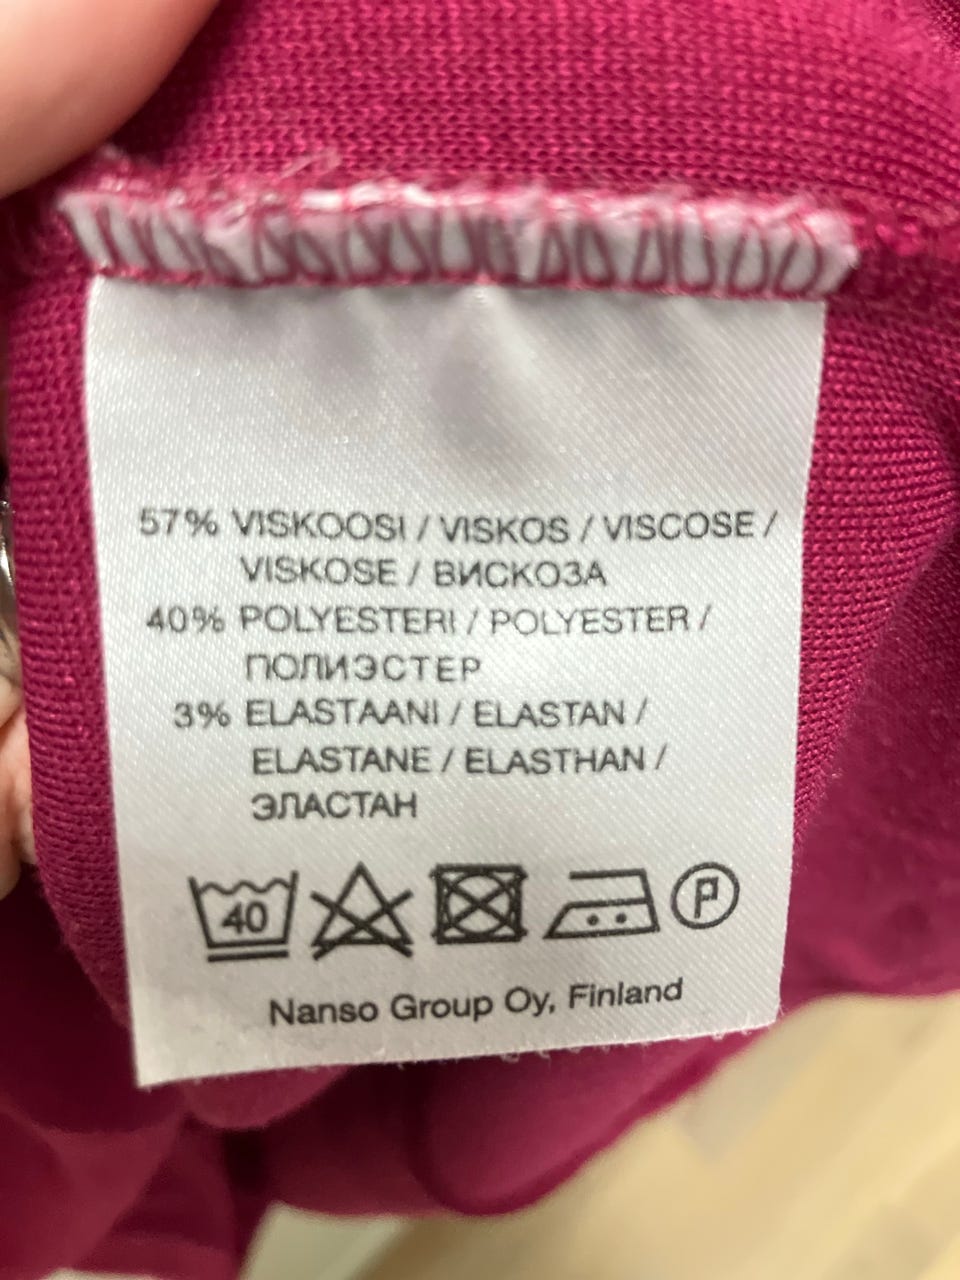 57% VISKOOSI / VISKOS / VISCOSE /
VISKOSE / ВИСКОЗА
40% POLYESTERI / POLYESTER /
ПОЛИЭСТЕР
3% ELASTAANI / ELASTAN /
ELASTANE / ELASTHAN /
ЭЛАСТАН
40 P
Nanso Group Oy, Finland